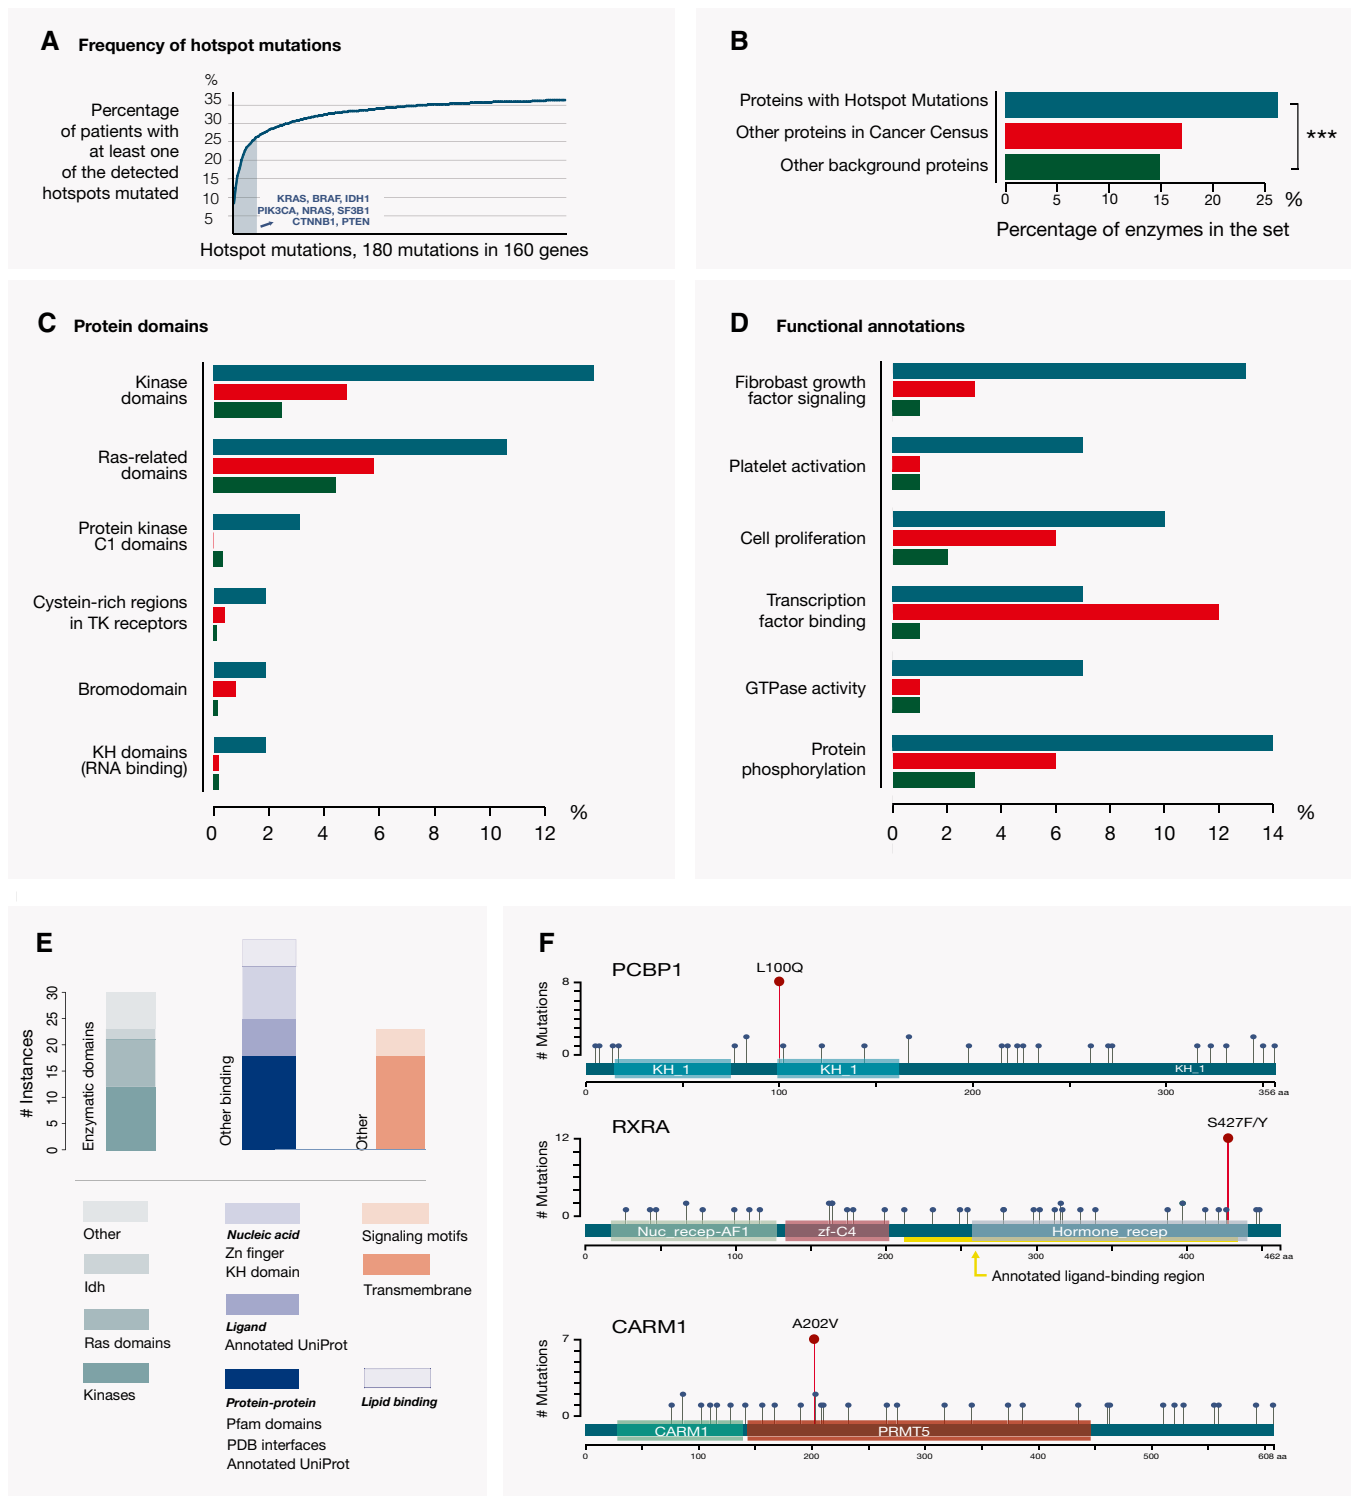 A Frequency of hotspot mutations
%
Percentage
of patients with
at least one
of the detected
hotspots mutated
35
30
25
20
15
10
5
KRAS, BRAF, IDH1
PIK3CA, NRAS, SF3B1
CTNNB1, PTEN
Hotspot mutations, 180 mutations in 160 genes
B
Proteins with Hotspot Mutations
Other proteins in Cancer Census
Other background proteins
***
0 5 10 15 20 25 %
Percentage of enzymes in the set
C Protein domains
Kinase
domains
Ras-related
domains
Protein kinase
C1 domains
Cystein-rich regions
in TK receptors
Bromodomain
KH domains
(RNA binding)
%
0 2 4 6 8 10 12
D Functional annotations
Fibrobast growth
factor signaling
Platelet activation
Cell proliferation
Transcription
factor binding
GTPase activity
Protein
phosphorylation
%
0 2 4 6 8 10 12 14
E
# Instances
0 5 10 15 20 25 30
Enzymatic domains
Other binding
Other
Other
Idh
Ras domains
Kinases
Nucleic acid
Zn finger
KH domain
Ligand
Annotated UniProt
Protein-protein
Pfam domains
PDB interfaces
Annotated UniProt
Signaling motifs
Transmembrane
Lipid binding
F
PCBP1
L100Q
# Mutations
8
0
KH_1 KH_1 KH_1
0 100 200 300 356 aa
RXRA
S427F/Y
# Mutations
12
0
Nuc_recep-AF1 zf-C4 Hormone_recep
0 100 200 300 400 462 aa
Annotated ligand-binding region
CARM1
A202V
# Mutations
7
0
CARM1 PRMT5
0 100 200 300 400 500 608 aa